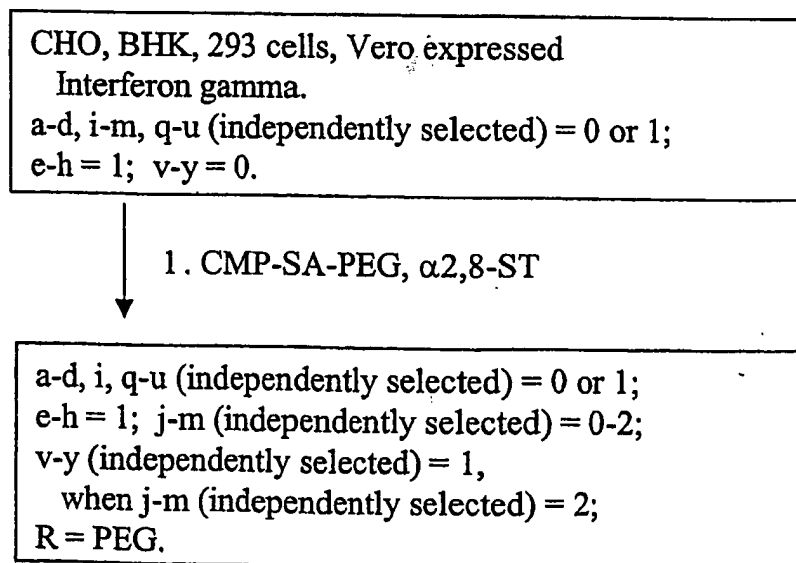 CHO, BHK, 293 cells, Vero expressed
Interferon gamma.
a-d, i-m, q-u (independently selected) = 0 or 1;
e-h = 1; v-y = 0.
1. CMP-SA-PEG, α2,8-ST
a-d, i, q-u (independently selected) = 0 or 1;
e-h = 1; j-m (independently selected) = 0-2;
v-y (independently selected) = 1,
when j-m (independently selected) = 2;
R = PEG.